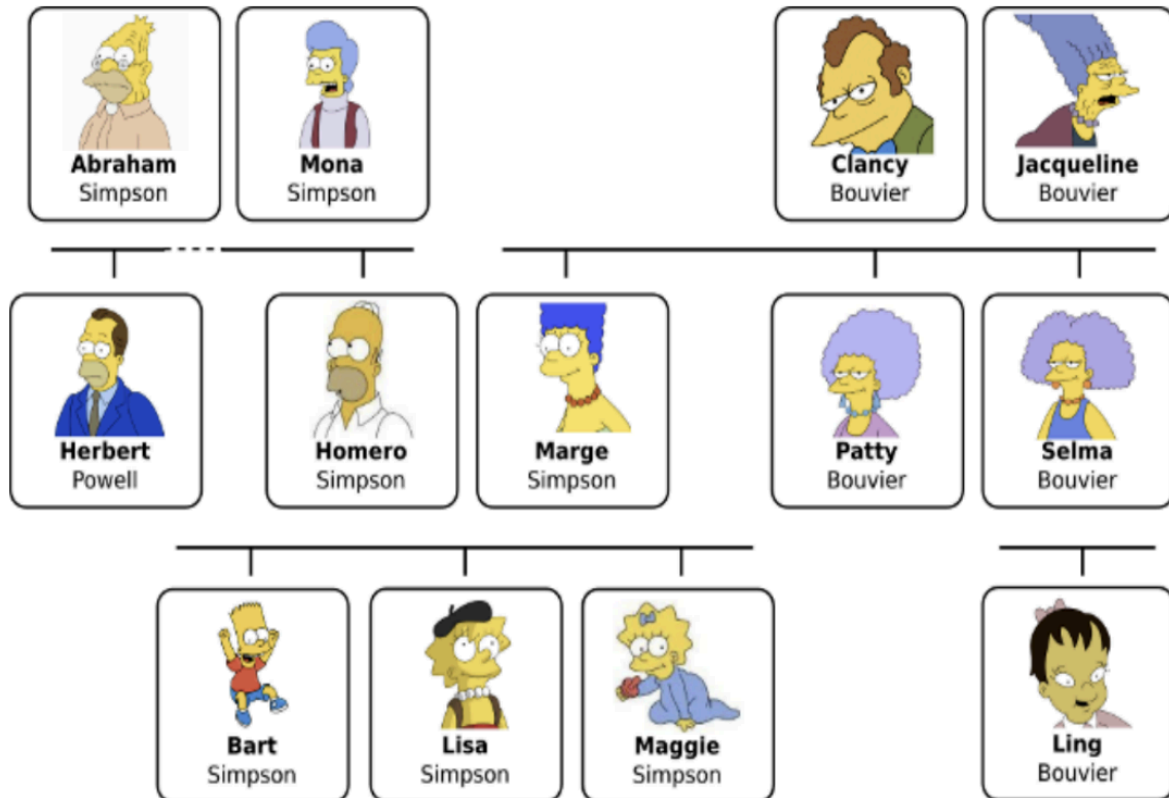 Abraham
Simpson
Mona
Simpson
Clancy
Bouvier
Jacqueline
Bouvier
Herbert
Powell
Homero
Simpson
Marge
Simpson
Patty
Bouvier
Selma
Bouvier
Bart
Simpson
Lisa
Simpson
Maggie
Simpson
Ling
Bouvier